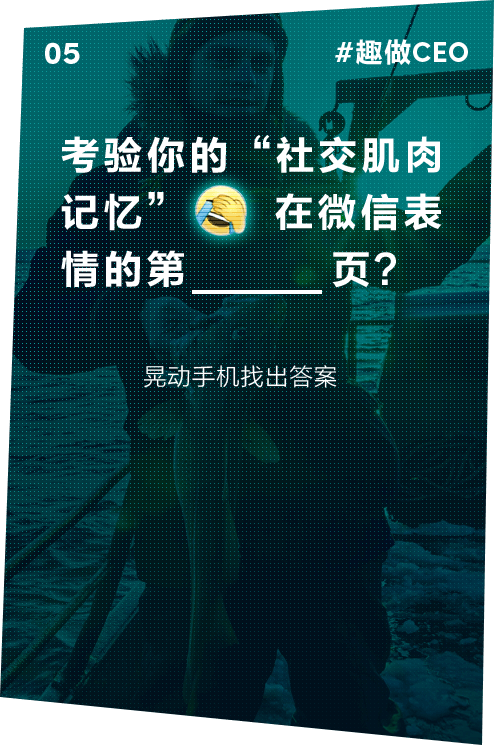 05
#趣做CEO
考验你的“社交肌肉
记忆” 🤣 在微信表
情的第______页？
晃动手机找出答案